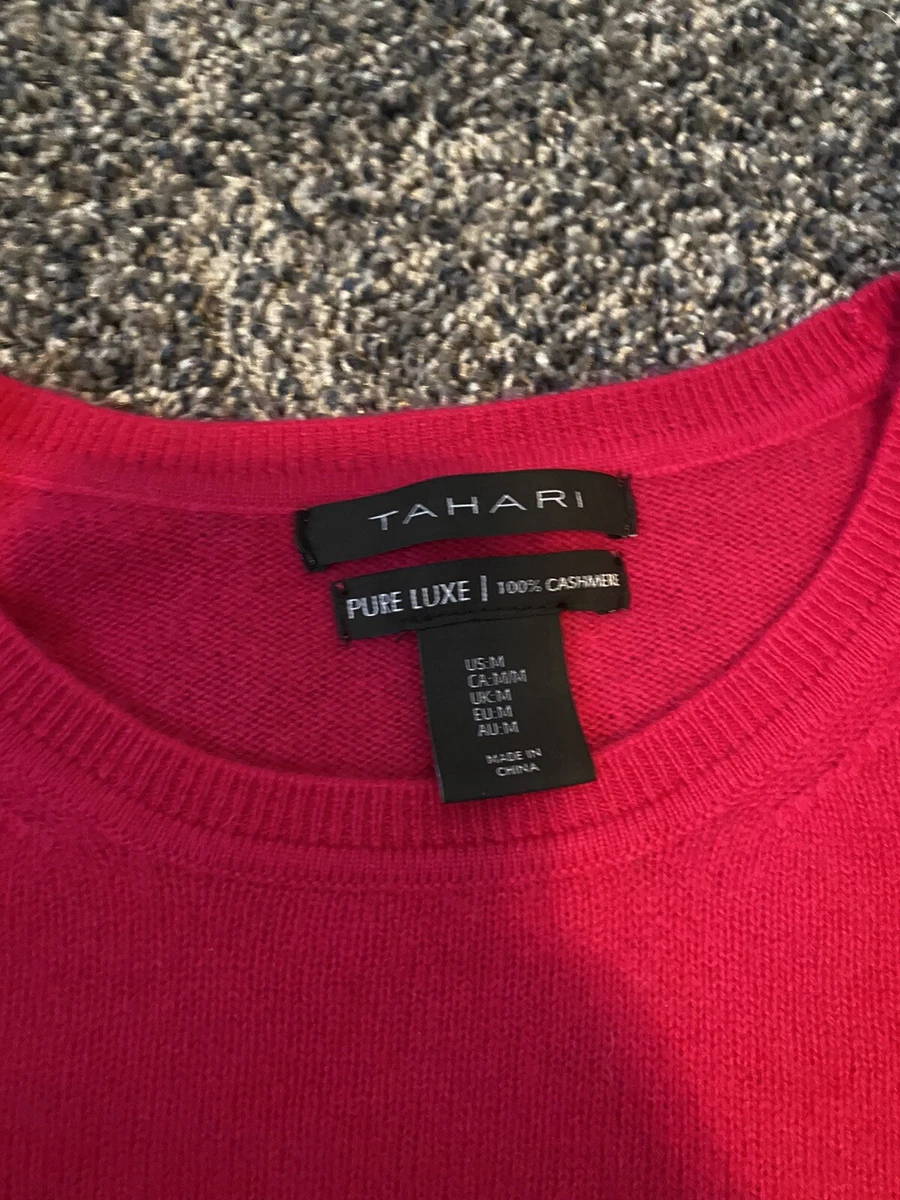 TAHARI
PURE LUXE | 100% CASHMERE
US:M
CA:M/M
UK:M
EU:M
AU:M
MADE IN
CHINA